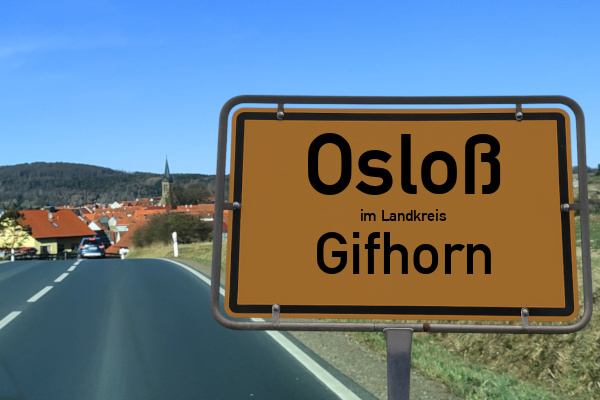 Osloß
im Landkreis
Gifhorn